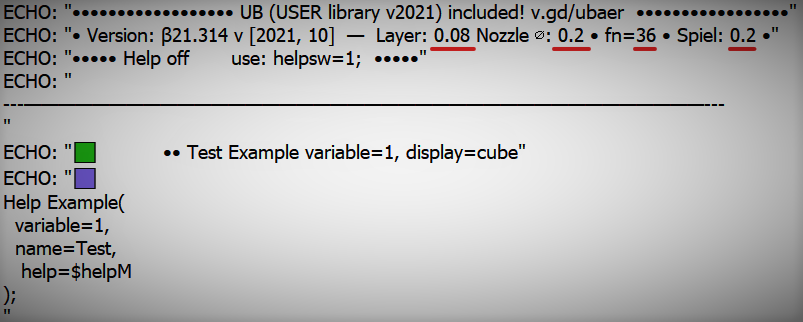 ECHO: "•••••••••••••••••• UB (USER library v2021) included! v.gd/ubaer •••••••••••••••••"
ECHO: "• Version: β21.314 v [2021, 10] — Layer: 0.08 Nozzle ∅: 0.2 • fn=36 • Spiel: 0.2 •"
ECHO: "••••• Help off use: helpsw=1; •••••"
ECHO: "
---————————————————————————————————————---
"
ECHO: "🟩 •• Test Example variable=1, display=cube"
ECHO: "🟪
Help Example(
variable=1,
name=Test,
help=$helpM
);
"